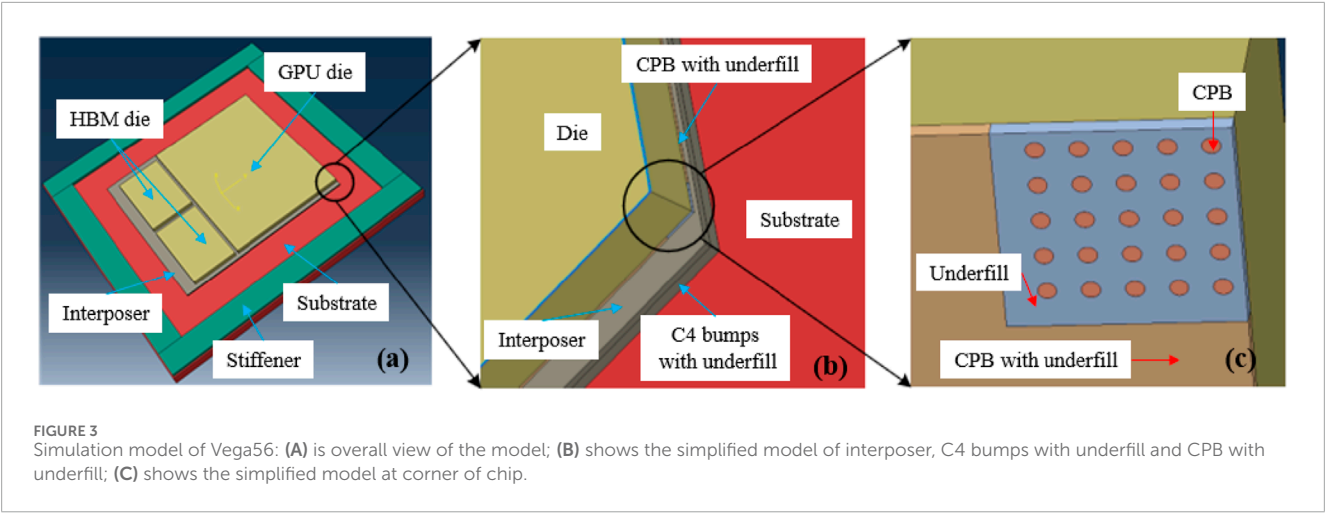 GPU die
HBM die
Interposer
Substrate
Stiffener
(a)
CPB with underfill
Die
Substrate
Interposer
C4 bumps
with underfill
(b)
CPB
Underfill
CPB with underfill
(c)
FIGURE 3
Simulation model of Vega56: (A) is overall view of the model; (B) shows the simplified model of interposer, C4 bumps with underfill and CPB with
underfill; (C) shows the simplified model at corner of chip.